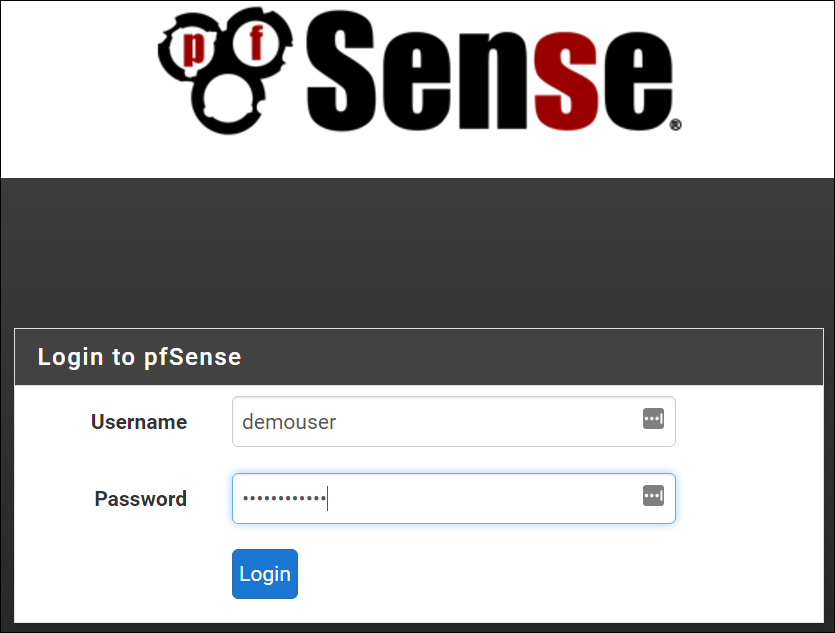 pf Sense®
Login to pfSense
Username demouser
Password ••••••••••••
Login